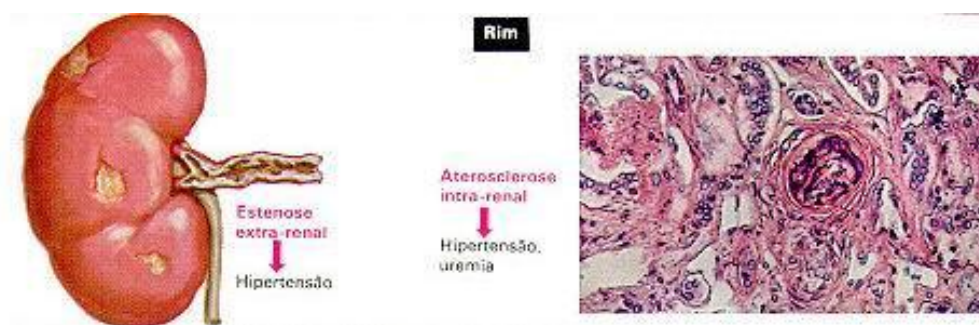 Rim
Estenose
extra-renal
Hipertensão
Aterosclerose
intra-renal
Hipertensão,
uremia